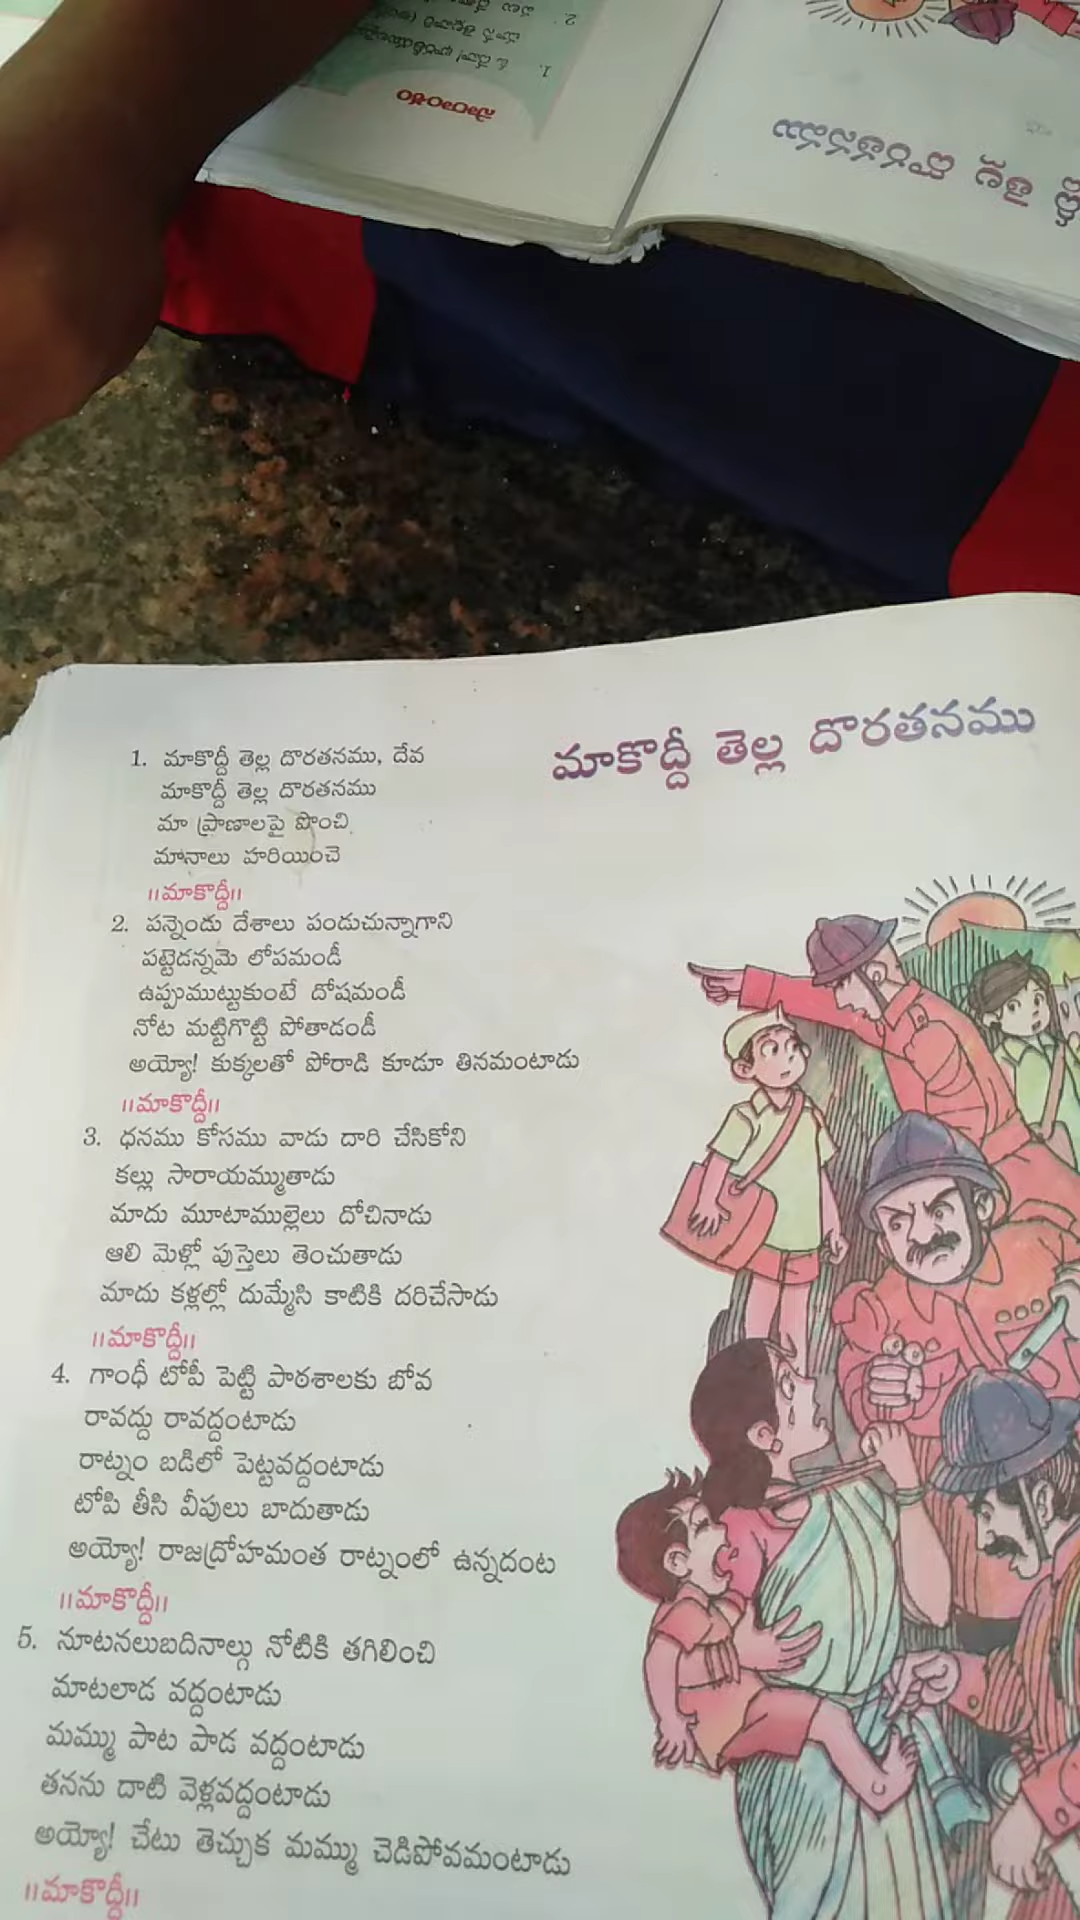 మాకొద్దీ తెల్ల దొరతనము
1. మాకొద్దీ తెల్ల దొరతనము, దేవ
మాకొద్దీ తెల్ల దొరతనము
మా ప్రాణాలపై పొంచి
మానాలు హరియించె
॥మాకొద్దీ॥
2. పన్నెండు దేశాలు పండుచున్నాగాని
పట్టెడన్నమె లోపమండీ
ఉప్పుముట్టుకుంటే దోషమండీ
నోట మట్టిగొట్టి పోతాడండీ
అయ్యో! కుక్కలతో పోరాడి కూడూ తినమంటాడు
॥మాకొద్దీ॥
3. ధనము కోసము వాడు దారి చేసికోని
కల్లు సారాయమ్ముతాడు
మాదు మూటాముల్లెలు దోచినాడు
ఆలి మెళ్లో పుస్తెలు తెంచుతాడు
మాదు కళ్లల్లో దుమ్మేసి కాటికి దరిచేసాడు
॥మాకొద్దీ॥
4. గాంధీ టోపీ పెట్టి పాఠశాలకు బోవ
రావద్దు రావద్దంటాడు
రాట్నం బడిలో పెట్టవద్దంటాడు
టోపి తీసి వీపులు బాదుతాడు
అయ్యో! రాజద్రోహమంత రాట్నంలో ఉన్నదంట
॥మాకొద్దీ॥
5. నూటనలుబదినాల్గు నోటికి తగిలించి
మాటలాడ వద్దంటాడు
మమ్ము పాట పాడ వద్దంటాడు
తనను దాటి వెళ్లవద్దంటాడు
అయ్యో! చేటు తెచ్చుక మమ్ము చెడిపోవమంటాడు
॥మాకొద్దీ॥